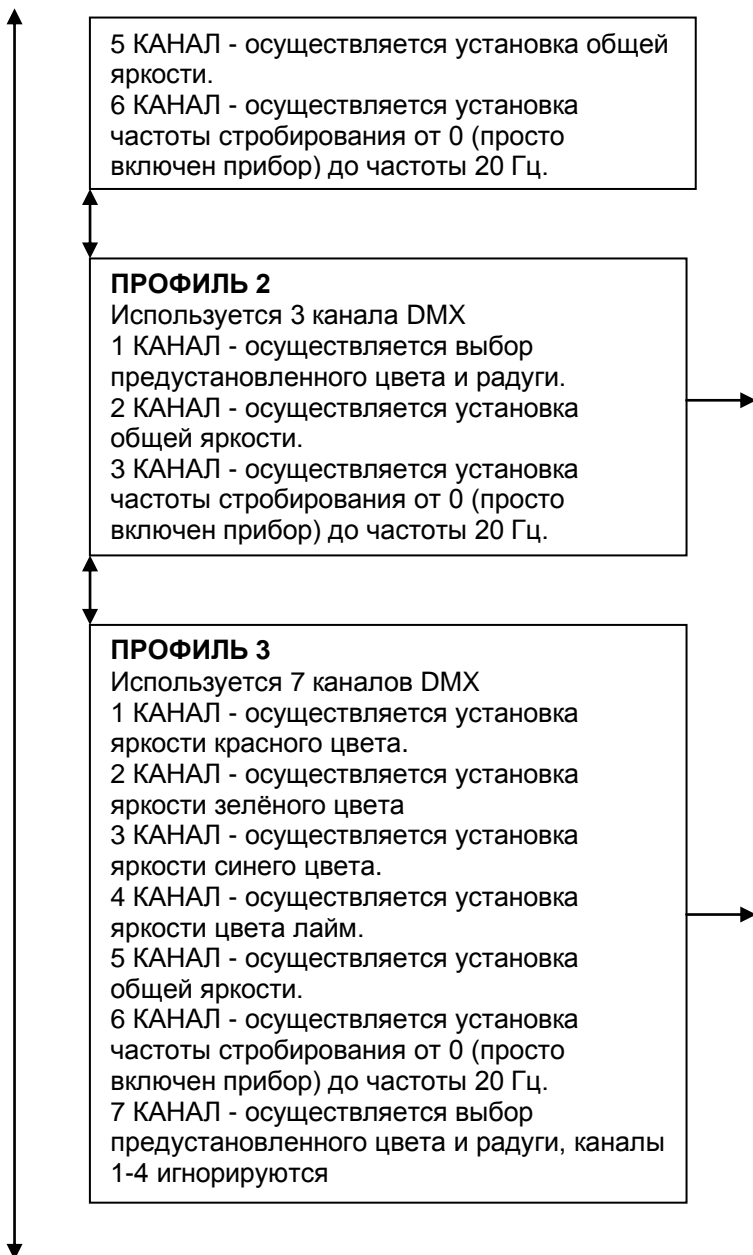 5 КАНАЛ - осуществляется установка общей
яркости.
6 КАНАЛ - осуществляется установка
частоты стробирования от 0 (просто
включен прибор) до частоты 20 Гц.
ПРОФИЛЬ 2
Используется 3 канала DMX
1 КАНАЛ - осуществляется выбор
предустановленного цвета и радуги.
2 КАНАЛ - осуществляется установка
общей яркости.
3 КАНАЛ - осуществляется установка
частоты стробирования от 0 (просто
включен прибор) до частоты 20 Гц.
ПРОФИЛЬ 3
Используется 7 каналов DMX
1 КАНАЛ - осуществляется установка
яркости красного цвета.
2 КАНАЛ - осуществляется установка
яркости зелёного цвета
3 КАНАЛ - осуществляется установка
яркости синего цвета.
4 КАНАЛ - осуществляется установка
яркости цвета лайм.
5 КАНАЛ - осуществляется установка
общей яркости.
6 КАНАЛ - осуществляется установка
частоты стробирования от 0 (просто
включен прибор) до частоты 20 Гц.
7 КАНАЛ - осуществляется выбор
предустановленного цвета и радуги, каналы
1-4 игнорируются